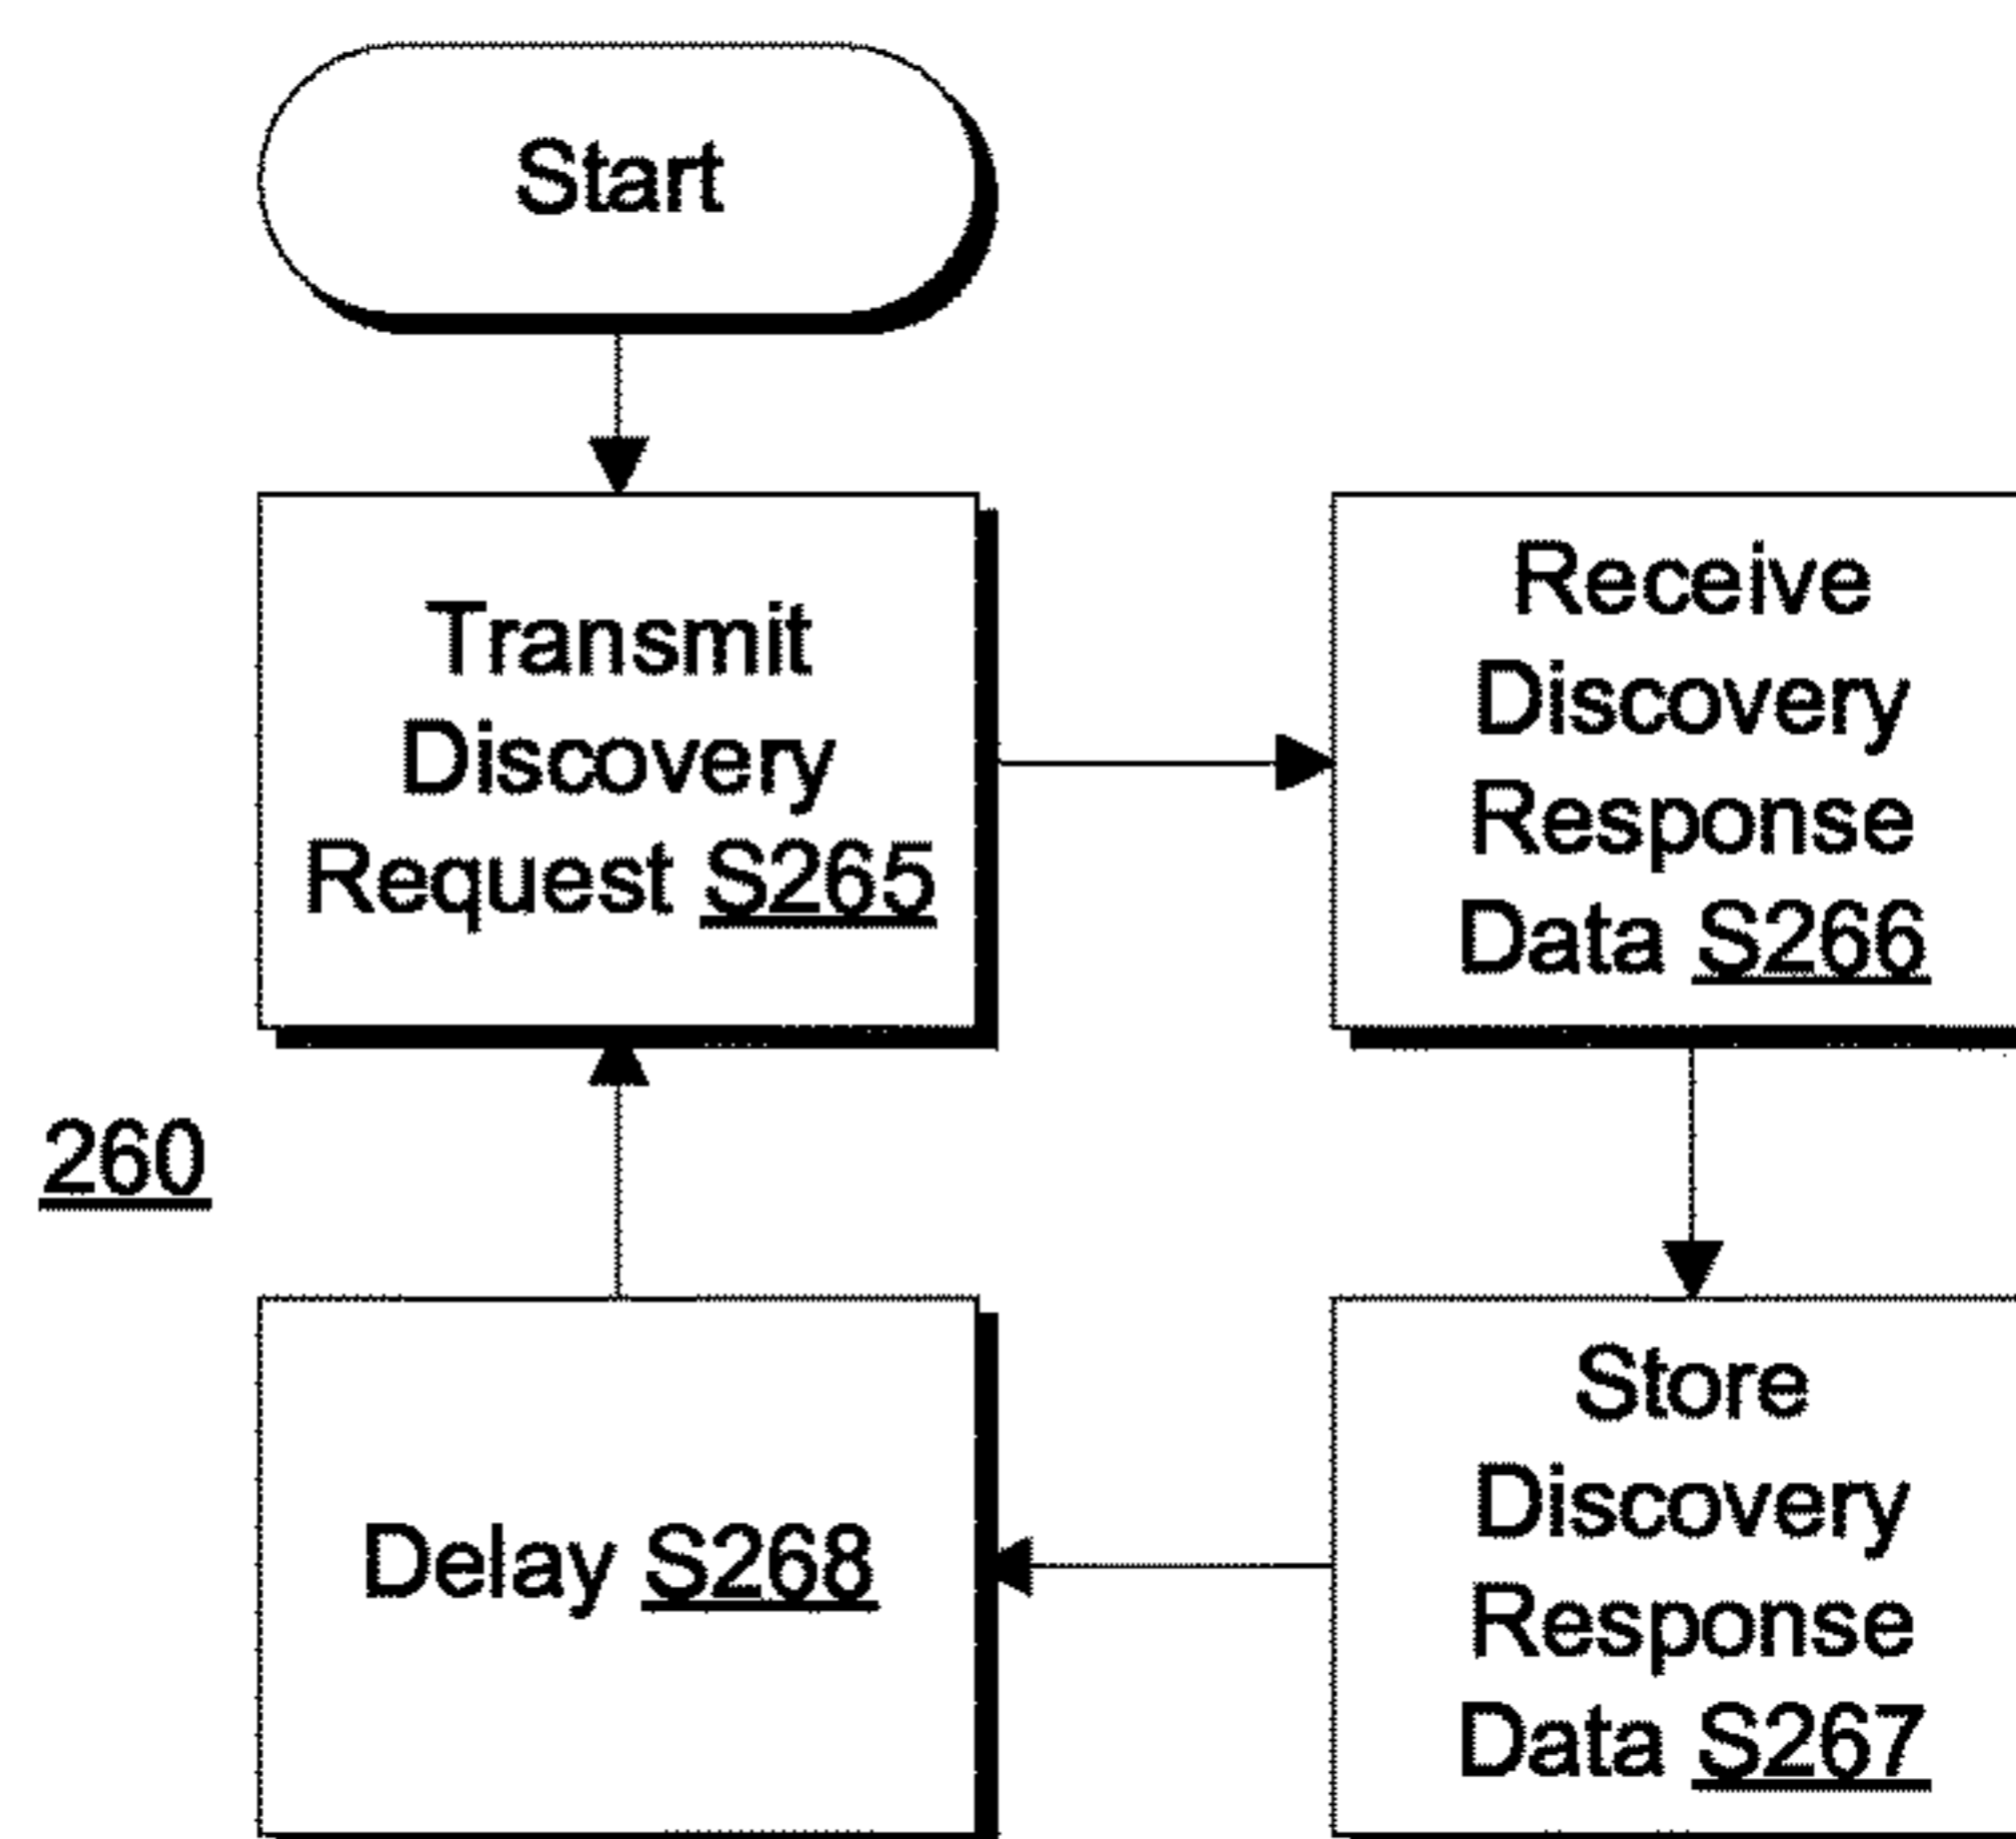 Start
Transmit
Discovery
Request S265
Receive
Discovery
Response
Data S266
260
Delay S268
Store
Discovery
Response
Data S267